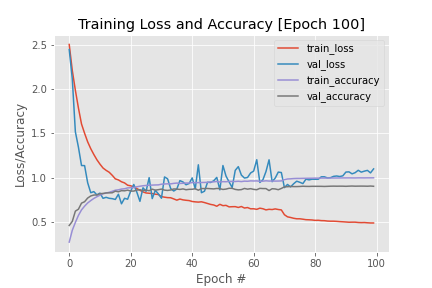 Training Loss and Accuracy [Epoch 100]
train_loss
val_loss
train_accuracy
val_accuracy
Loss/Accuracy
2.5
2.0
1.5
1.0
0.5
0
20
40
60
80
100
Epoch #